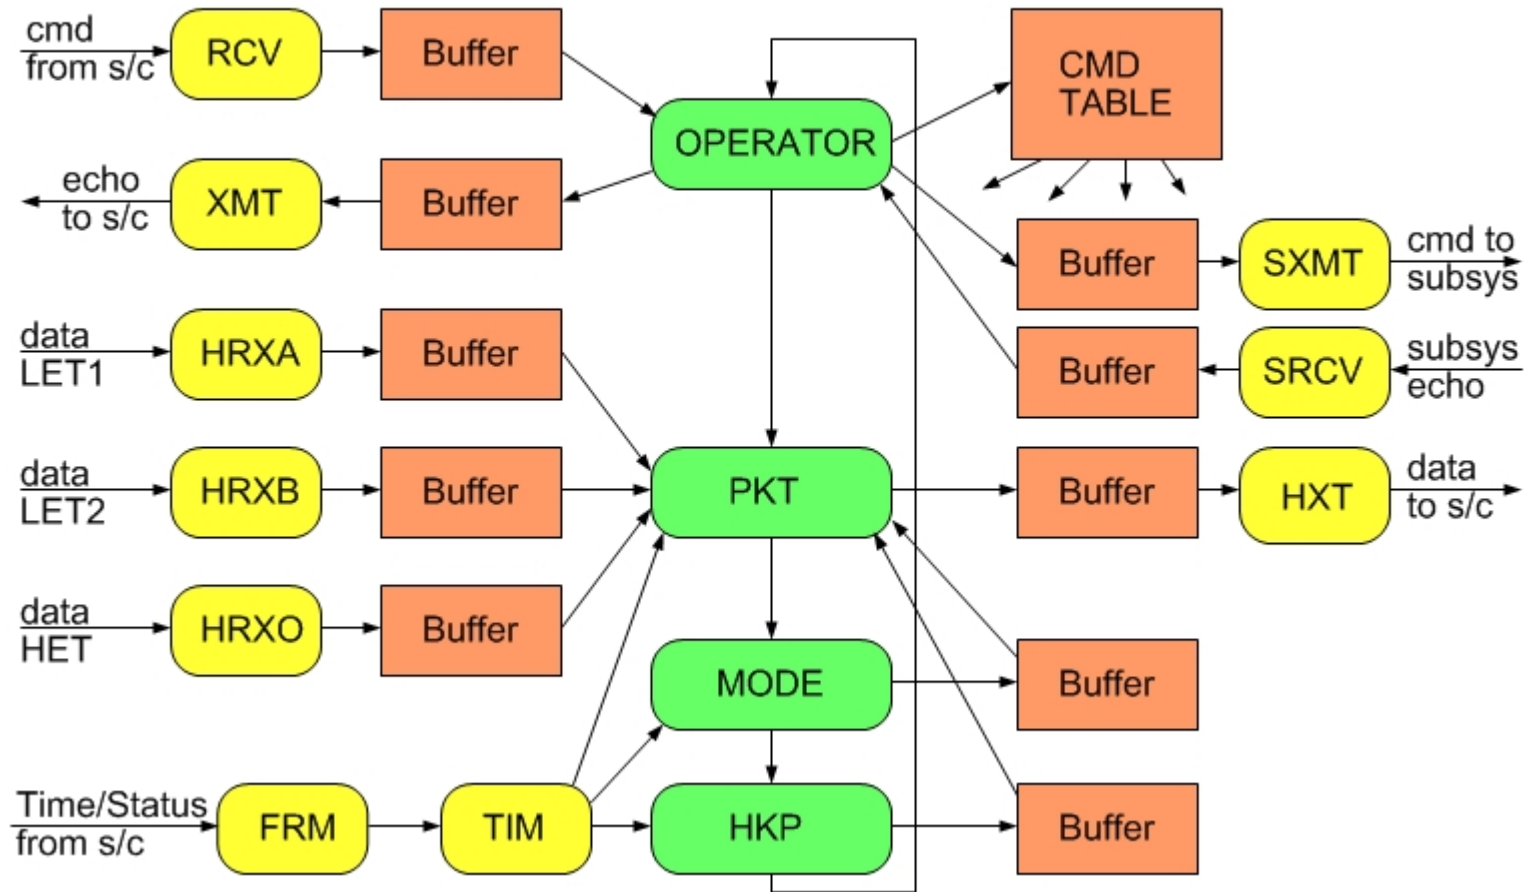 cmd
from s/c
RCV
Buffer
CMD
TABLE
OPERATOR
echo
to s/c
XMT
Buffer
Buffer
SXMT
cmd to
subsys
data
LET1
HRXA
Buffer
Buffer
SRCV
subsys
echo
data
LET2
HRXB
Buffer
PKT
Buffer
HXT
data
to s/c
data
HET
HRXO
Buffer
MODE
Buffer
Time/Status
from s/c
FRM
TIM
HKP
Buffer